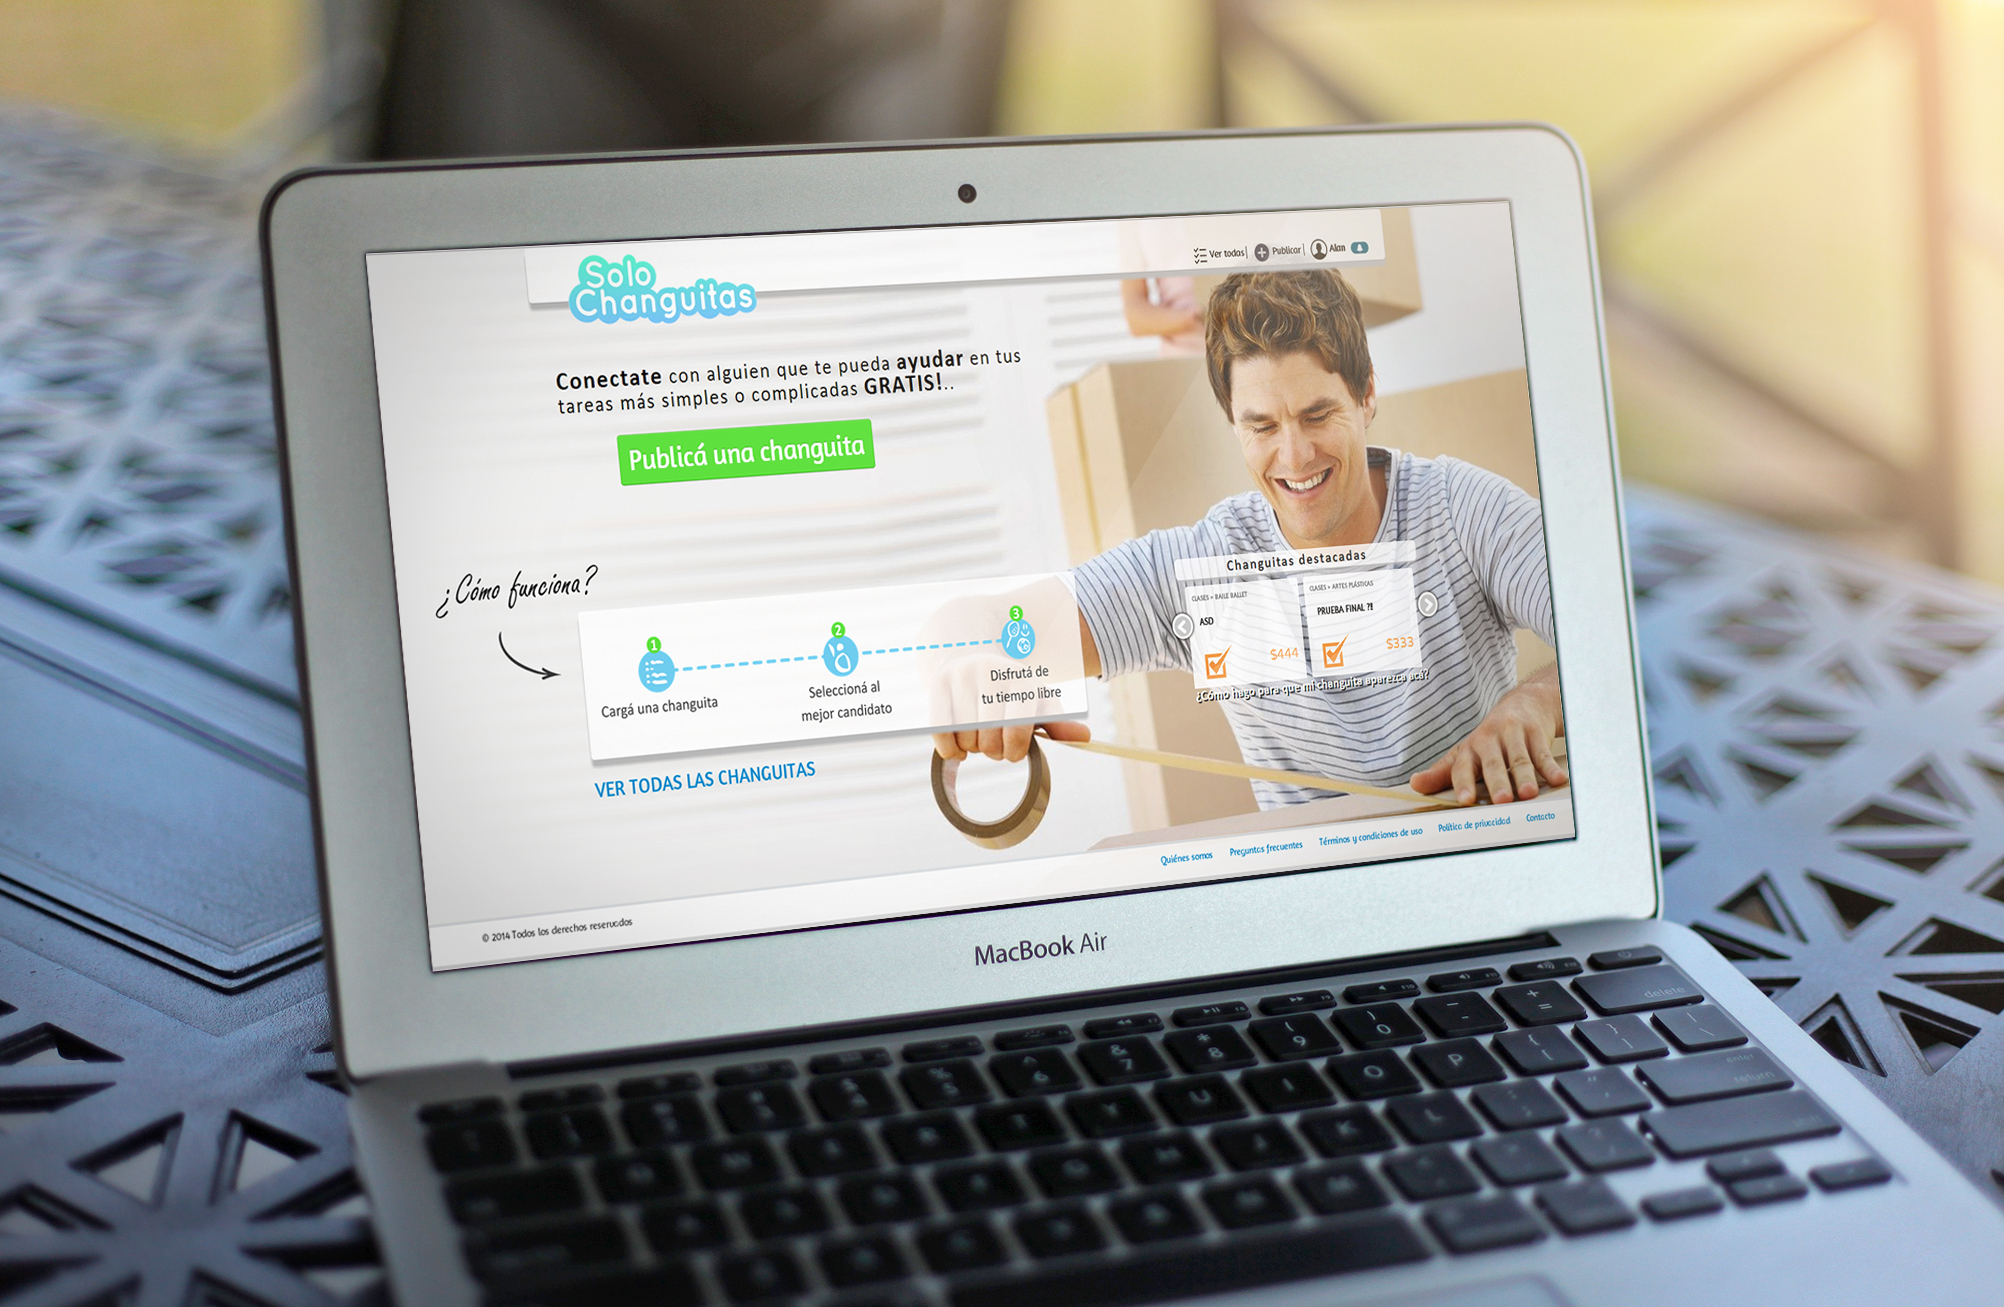 Solo
Changuitas
Ver todas
Publicar
Alan
Conectate con alguien que te pueda ayudar en tus
tareas más simples o complicadas GRATIS!..
Publicá una changuita
¿Cómo funciona?
1
2
3
Cargá una changuita
Seleccioná al
mejor candidato
Disfrutá de
tu tiempo libre
VER TODAS LAS CHANGUITAS
Changuitas destacadas
CLASES » BAILE BALLET
ASD
$444
CLASES » ARTES PLÁSTICAS
PRUEBA FINAL ?!!
$333
¿Cómo hago para que mi changuita aparezca acá?
Quiénes somos
Preguntas frecuentes
Términos y condiciones de uso
Política de privacidad
Contacto
© 2014 Todos los derechos reservados
MacBook Air
& 7
* 8
( 9
) 0
- 
+ =
delete
T Y U I O P { [ } ] | \
L
enter
return